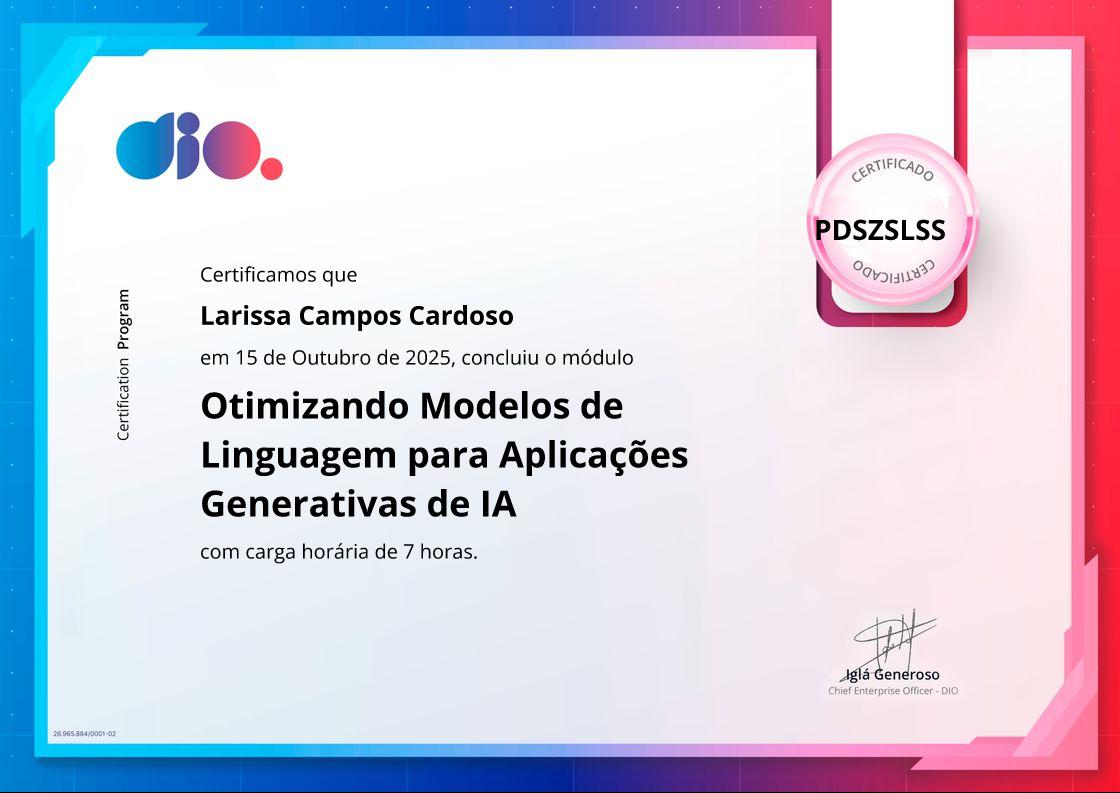 dio.
CERTIFICADO
PDSZSLSS
CERTIFICADO
Certification Program
Certificamos que
Larissa Campos Cardoso
em 15 de Outubro de 2025, concluiu o módulo
Otimizando Modelos de
Linguagem para Aplicações
Generativas de IA
com carga horária de 7 horas.
Iglá Generoso
Chief Enterprise Officer - DIO
26.965.884/0001-02